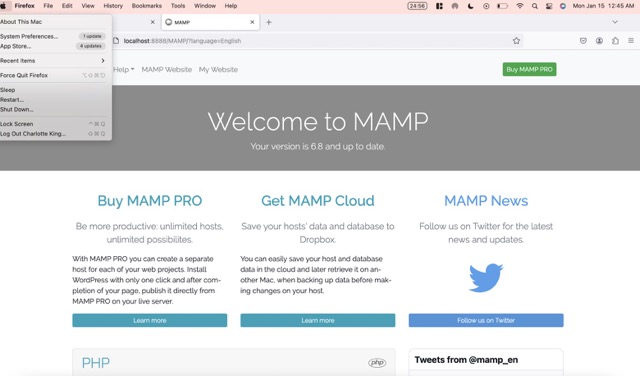 Firefox File Edit View History Bookmarks Tools Window Help 24:56 Mon Jan 15 12:45 AM
About This Mac
System Preferences... 1 update
App Store... 4 updates
Recent Items
Force Quit Firefox
Sleep
Restart...
Shut Down...
Lock Screen
Log Out Charlotte King...
MAMP
localhost:8888/MAMP/?language=English
Help MAMP Website My Website Buy MAMP PRO
Welcome to MAMP
Your version is 6.8 and up to date.
Buy MAMP PRO
Be more productive: unlimited hosts,
unlimited possibilites.
With MAMP PRO you can create a separate
host for each of your web projects. Install
WordPress with only one click and after com-
pletion of your page, publish it directly from
MAMP PRO on your live server.
Learn more
Get MAMP Cloud
Save your hosts' data and database to
Dropbox.
You can easily save your host and database
data in the cloud and later retrieve it on an-
other Mac, when backing up data before mak-
ing changes on your host.
Learn more
MAMP News
Follow us on Twitter for the latest
news and updates.
Follow us on Twitter
PHP php
Tweets from @mamp_en